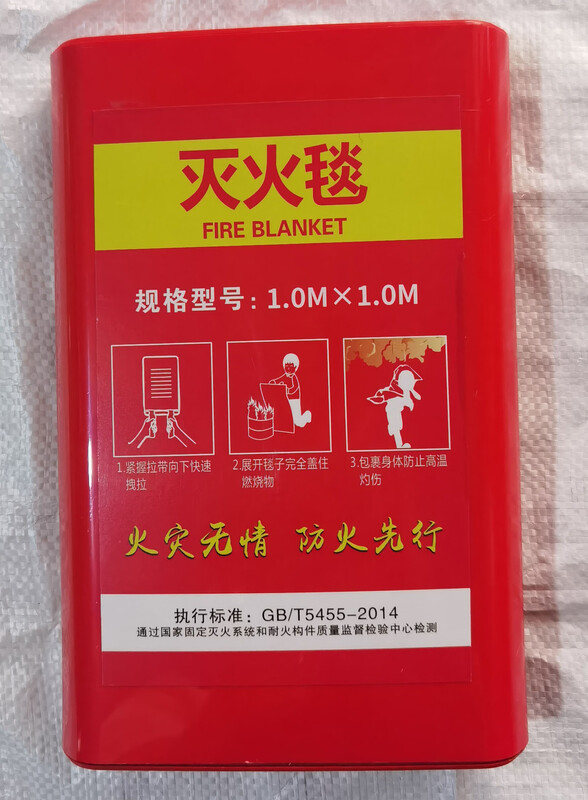 灭火毯
FIRE BLANKET
规格型号：1.0M×1.0M
1.紧握拉带向下快速
拽拉
2.展开毯子完全盖住
燃烧物
3.包裹身体防止高温
灼伤
火灾无情 防火先行
执行标准：GB/T5455-2014
通过国家固定灭火系统和耐火构件质量监督检验中心检测